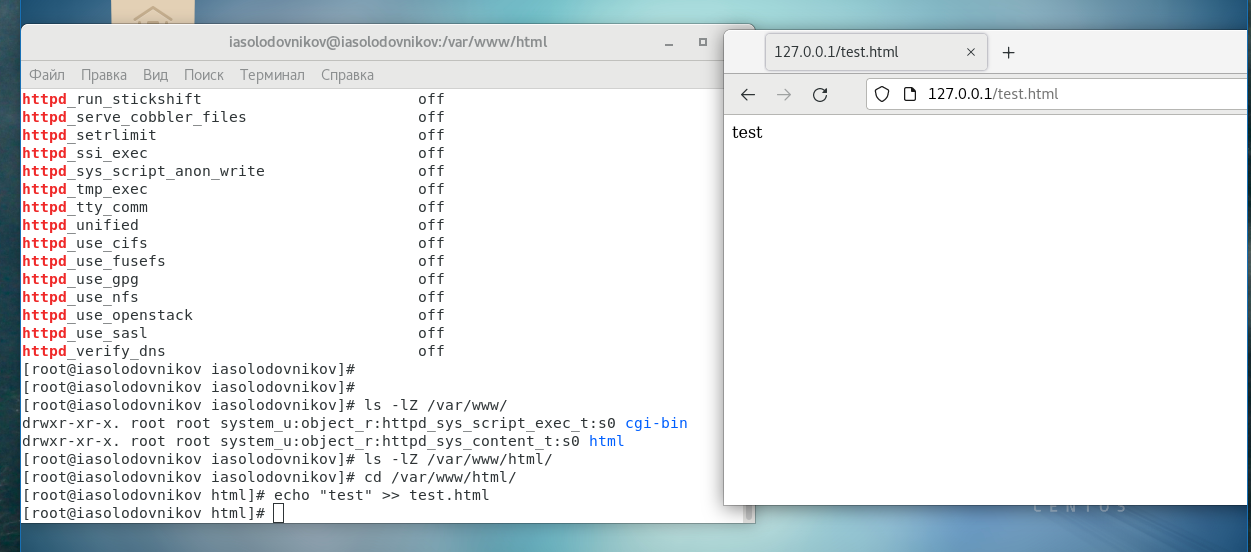 iasolodovnikov@iasolodovnikov:/var/www/html
Файл Правка Вид Поиск Терминал Справка
httpd_run_stickshift off
httpd_serve_cobbler_files off
httpd_setrlimit off
httpd_ssi_exec off
httpd_sys_script_anon_write off
httpd_tmp_exec off
httpd_tty_comm off
httpd_unified off
httpd_use_cifs off
httpd_use_fusefs off
httpd_use_gpg off
httpd_use_nfs off
httpd_use_openstack off
httpd_use_sasl off
httpd_verify_dns off
[root@iasolodovnikov iasolodovnikov]#
[root@iasolodovnikov iasolodovnikov]#
[root@iasolodovnikov iasolodovnikov]# ls -lZ /var/www/
drwxr-xr-x. root root system_u:object_r:httpd_sys_script_exec_t:s0 cgi-bin
drwxr-xr-x. root root system_u:object_r:httpd_sys_content_t:s0 html
[root@iasolodovnikov iasolodovnikov]# ls -lZ /var/www/html/
[root@iasolodovnikov iasolodovnikov]# cd /var/www/html/
[root@iasolodovnikov html]# echo "test" >> test.html
[root@iasolodovnikov html]#
127.0.0.1/test.html
127.0.0.1/test.html
test
CENTOS